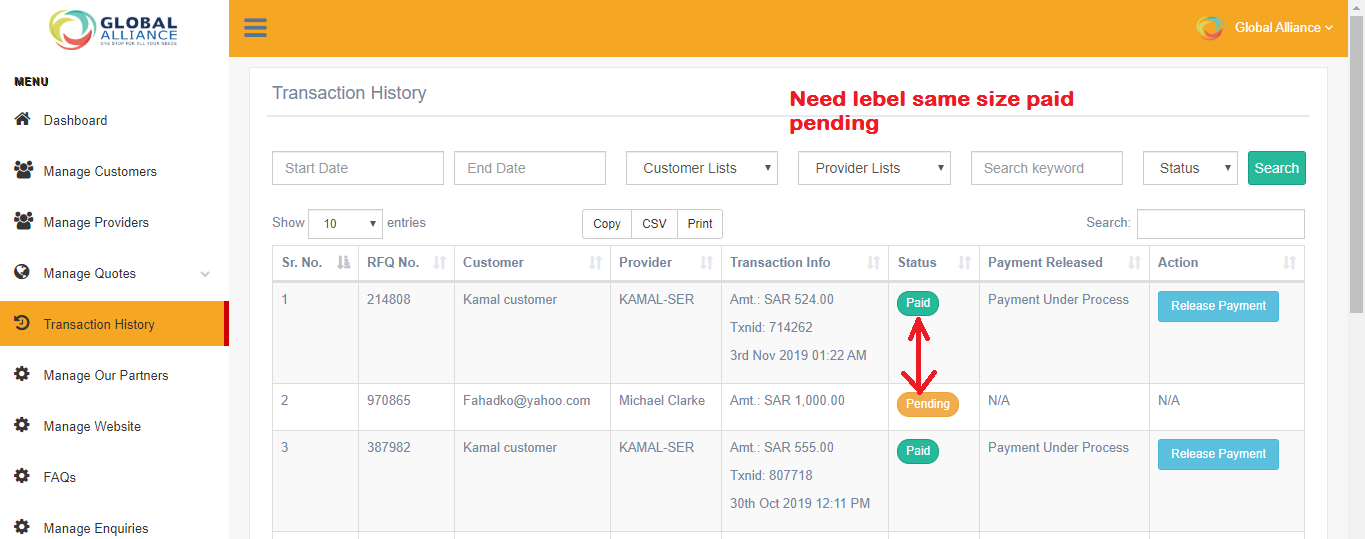 GLOBAL
ALLIANCE
ONE STOP FOR ALL YOUR NEEDS
Global Alliance
MENU
Dashboard
Manage Customers
Manage Providers
Manage Quotes
Transaction History
Manage Our Partners
Manage Website
FAQs
Manage Enquiries
Transaction History
Need lebel same size paid
pending
Start Date End Date Customer Lists Provider Lists Search keyword Status Search
Show 10 entries Copy CSV Print Search:
Sr. No. RFQ No. Customer Provider Transaction Info Status Payment Released Action
1 214808 Kamal customer KAMAL-SER Amt.: SAR 524.00 Paid Payment Under Process Release Payment
Txnid: 714262
3rd Nov 2019 01:22 AM
2 970865 Fahadko@yahoo.com Michael Clarke Amt.: SAR 1,000.00 Pending N/A N/A
3 387982 Kamal customer KAMAL-SER Amt.: SAR 555.00 Paid Payment Under Process Release Payment
Txnid: 807718
30th Oct 2019 12:11 PM